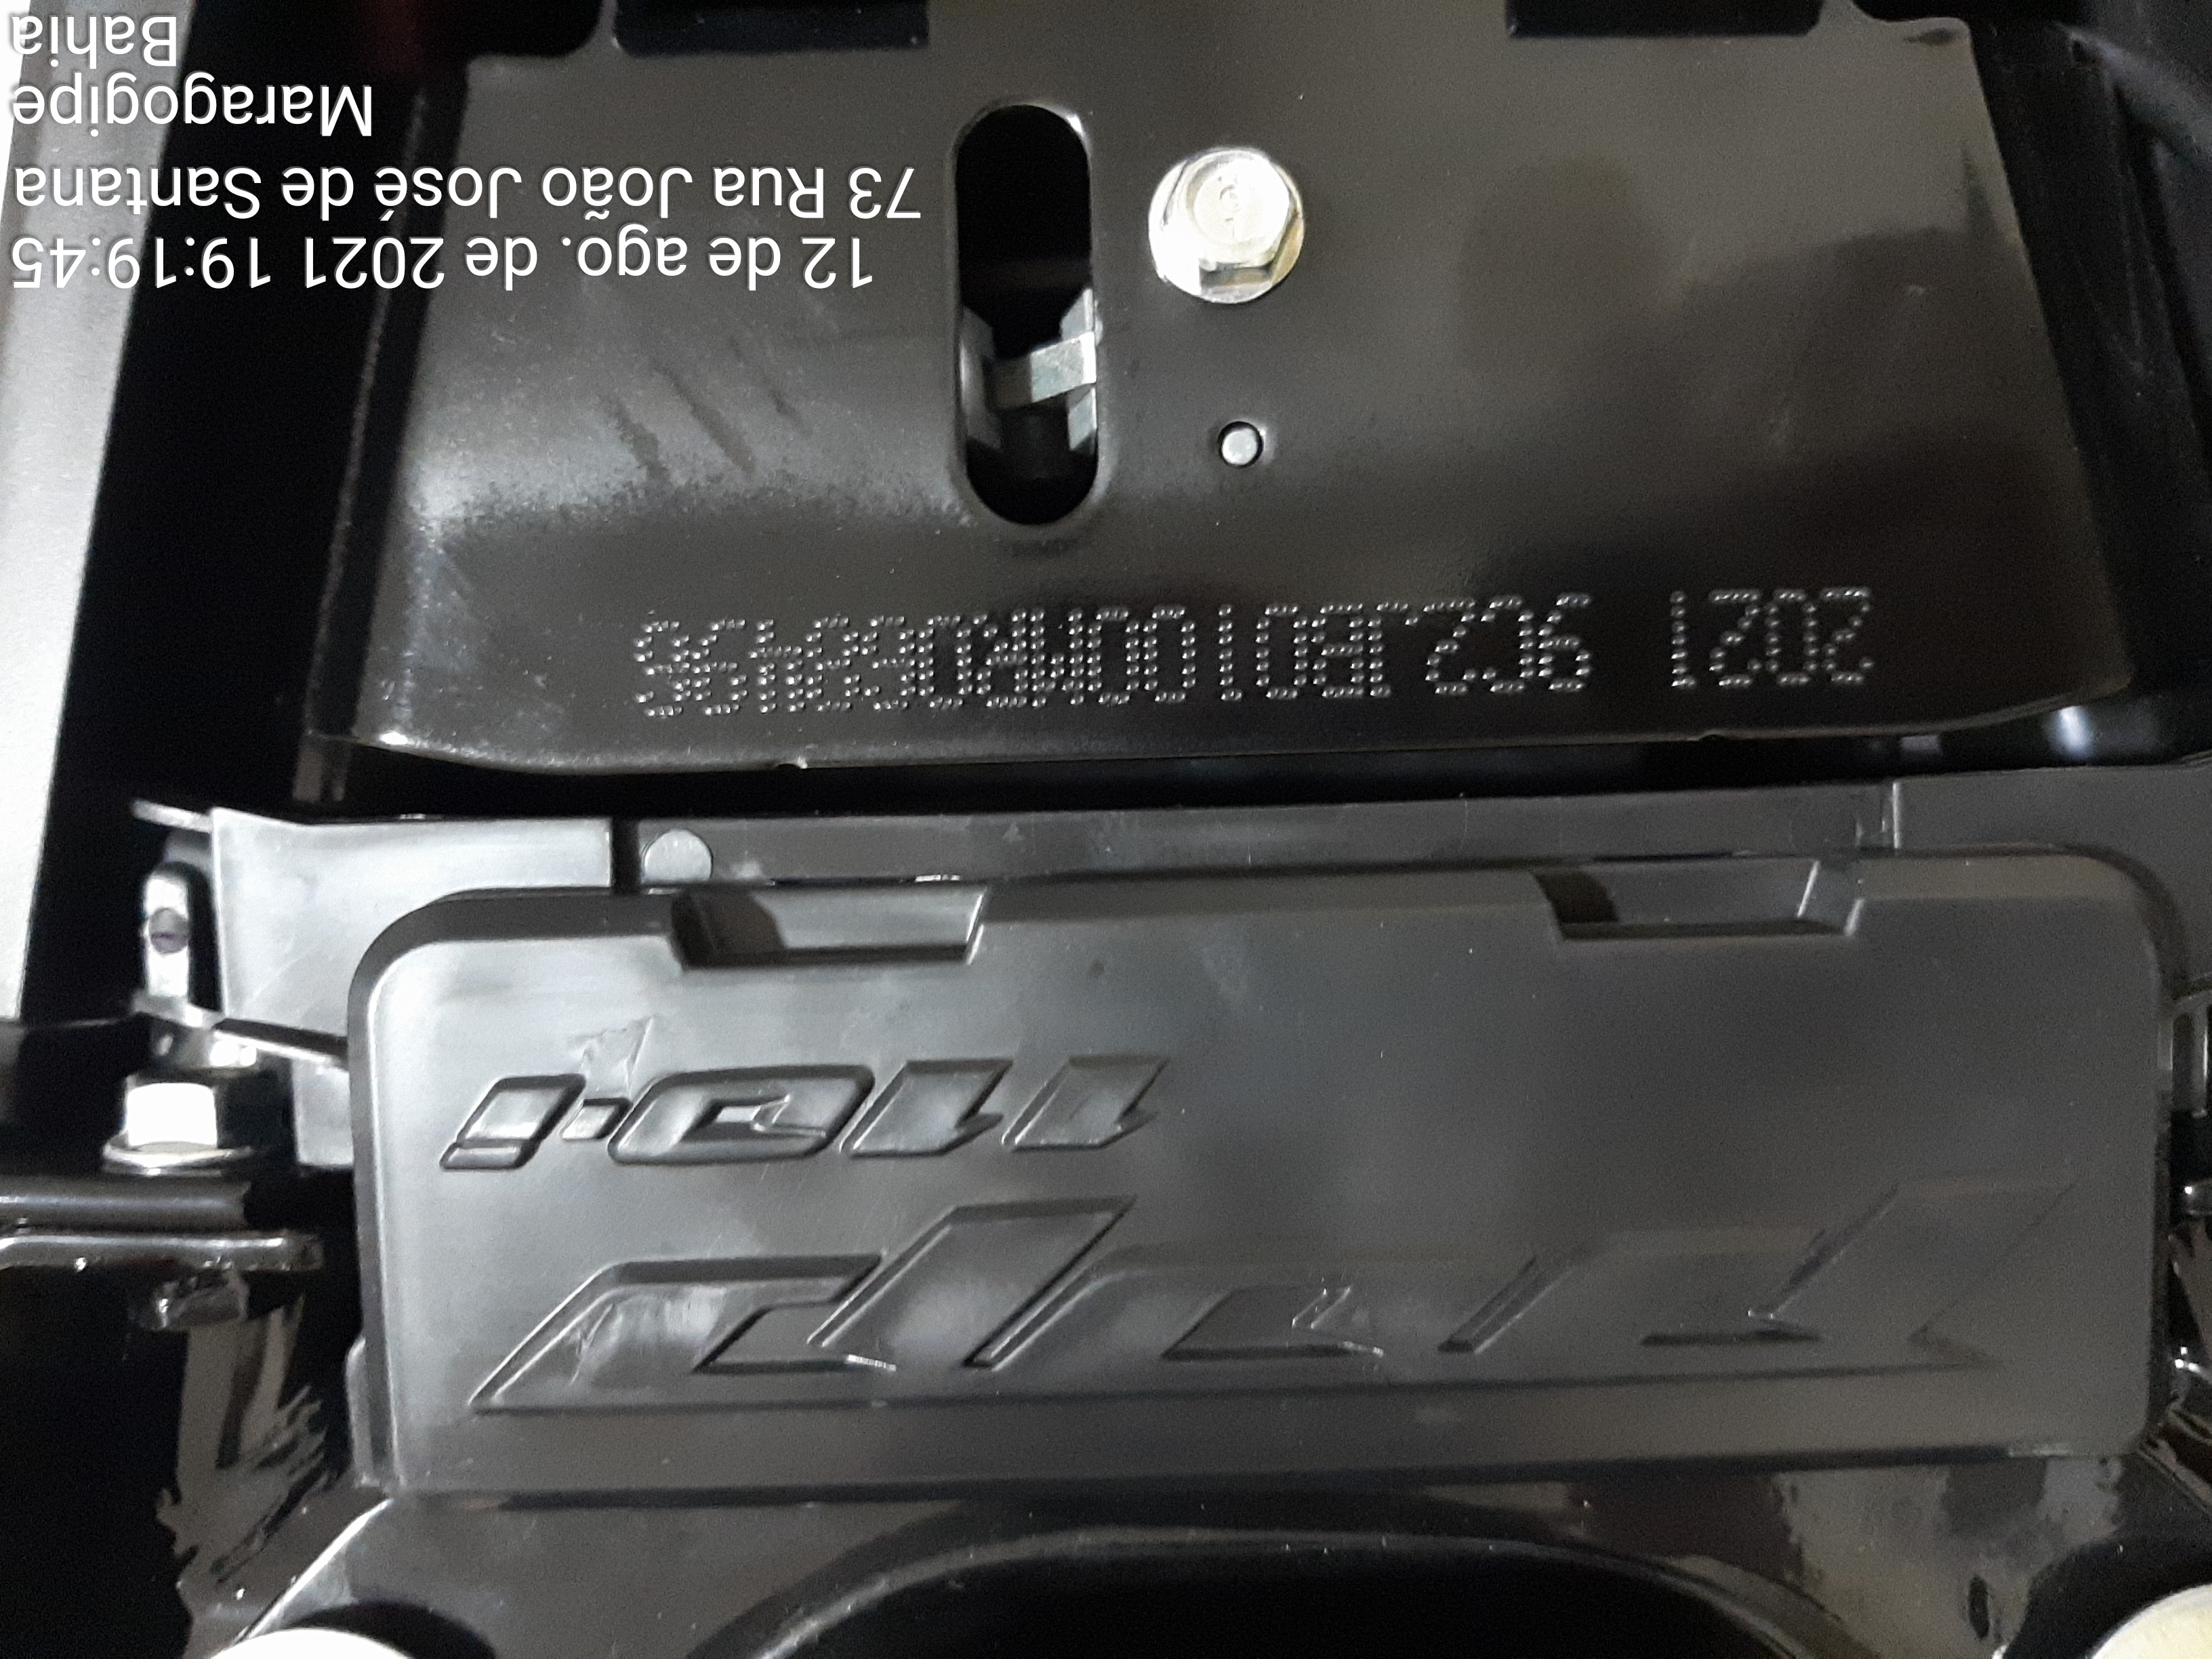 Pop
110i
2021
12 de ago. de 2021 19:19:45
73 Rua João José de Santana
Maragogipe
Bahia